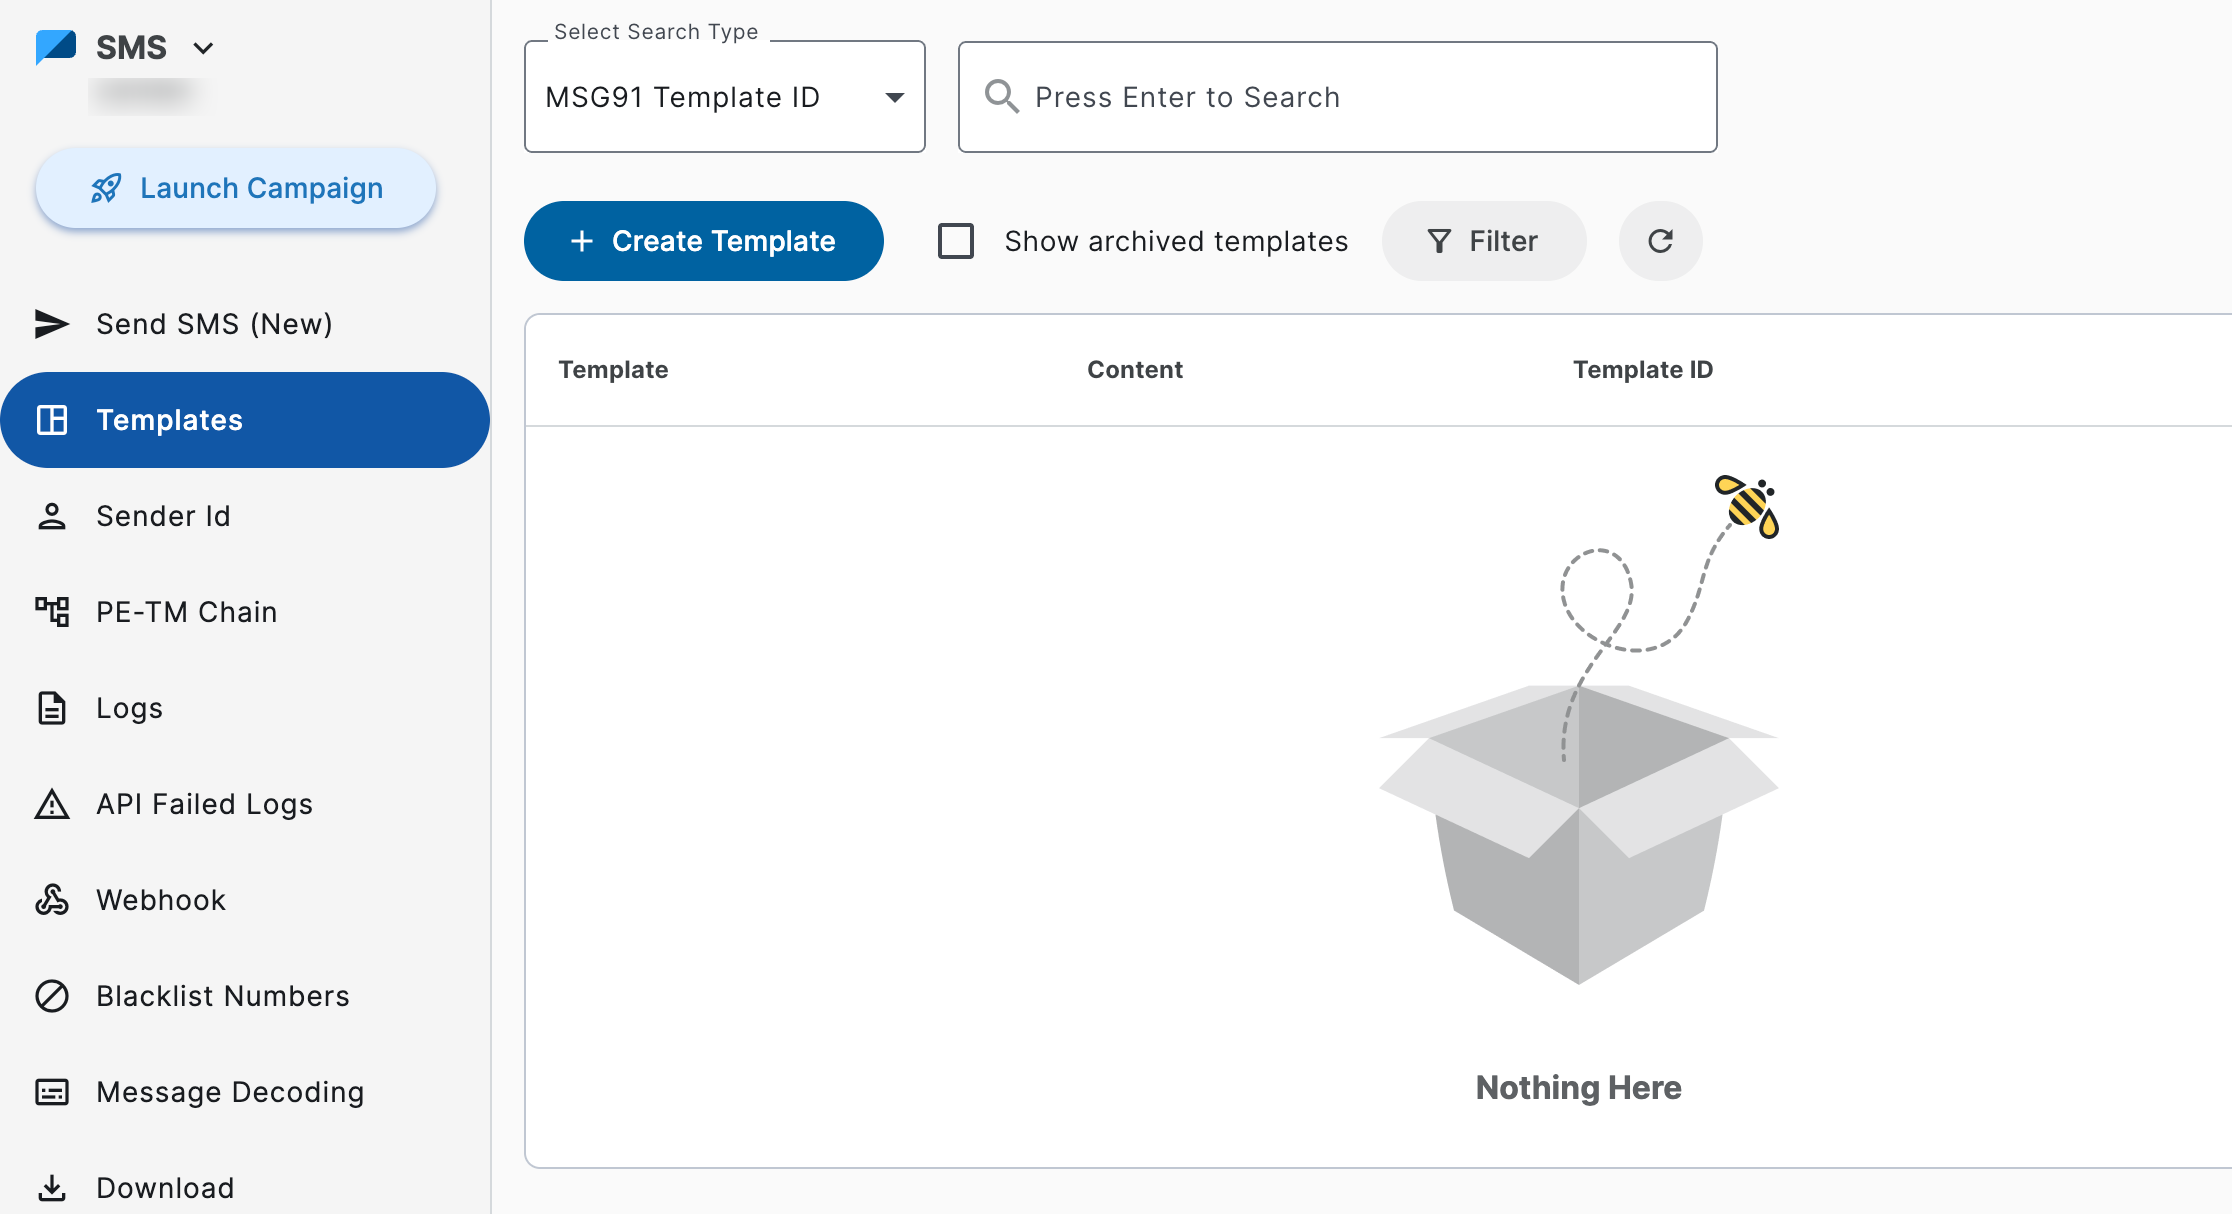 SMS
Launch Campaign
Send SMS (New)
Templates
Sender Id
PE-TM Chain
Logs
API Failed Logs
Webhook
Blacklist Numbers
Message Decoding
Download
Select Search Type
MSG91 Template ID
Press Enter to Search
Create Template
Show archived templates
Filter
Template
Content
Template ID
Nothing Here